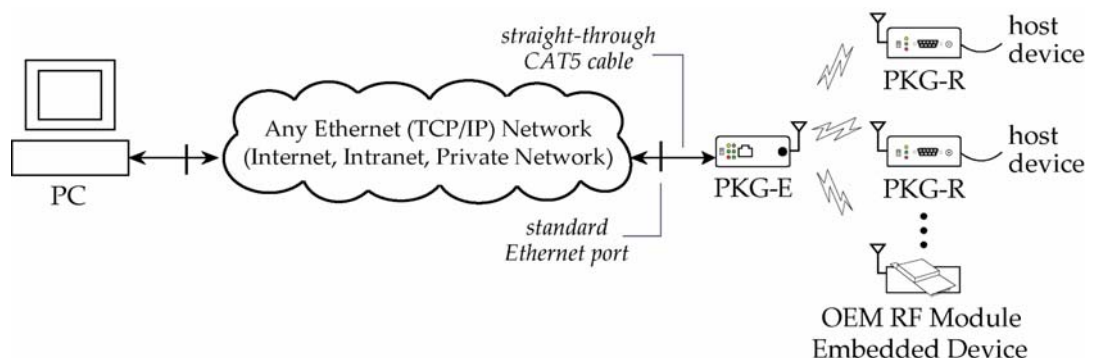 straight-through
CAT5 cable
host
device
PKG-R
Any Ethernet (TCP/IP) Network
(Internet, Intranet, Private Network)
PC
PKG-E
host
device
PKG-R
standard
Ethernet port
OEM RF Module
Embedded Device